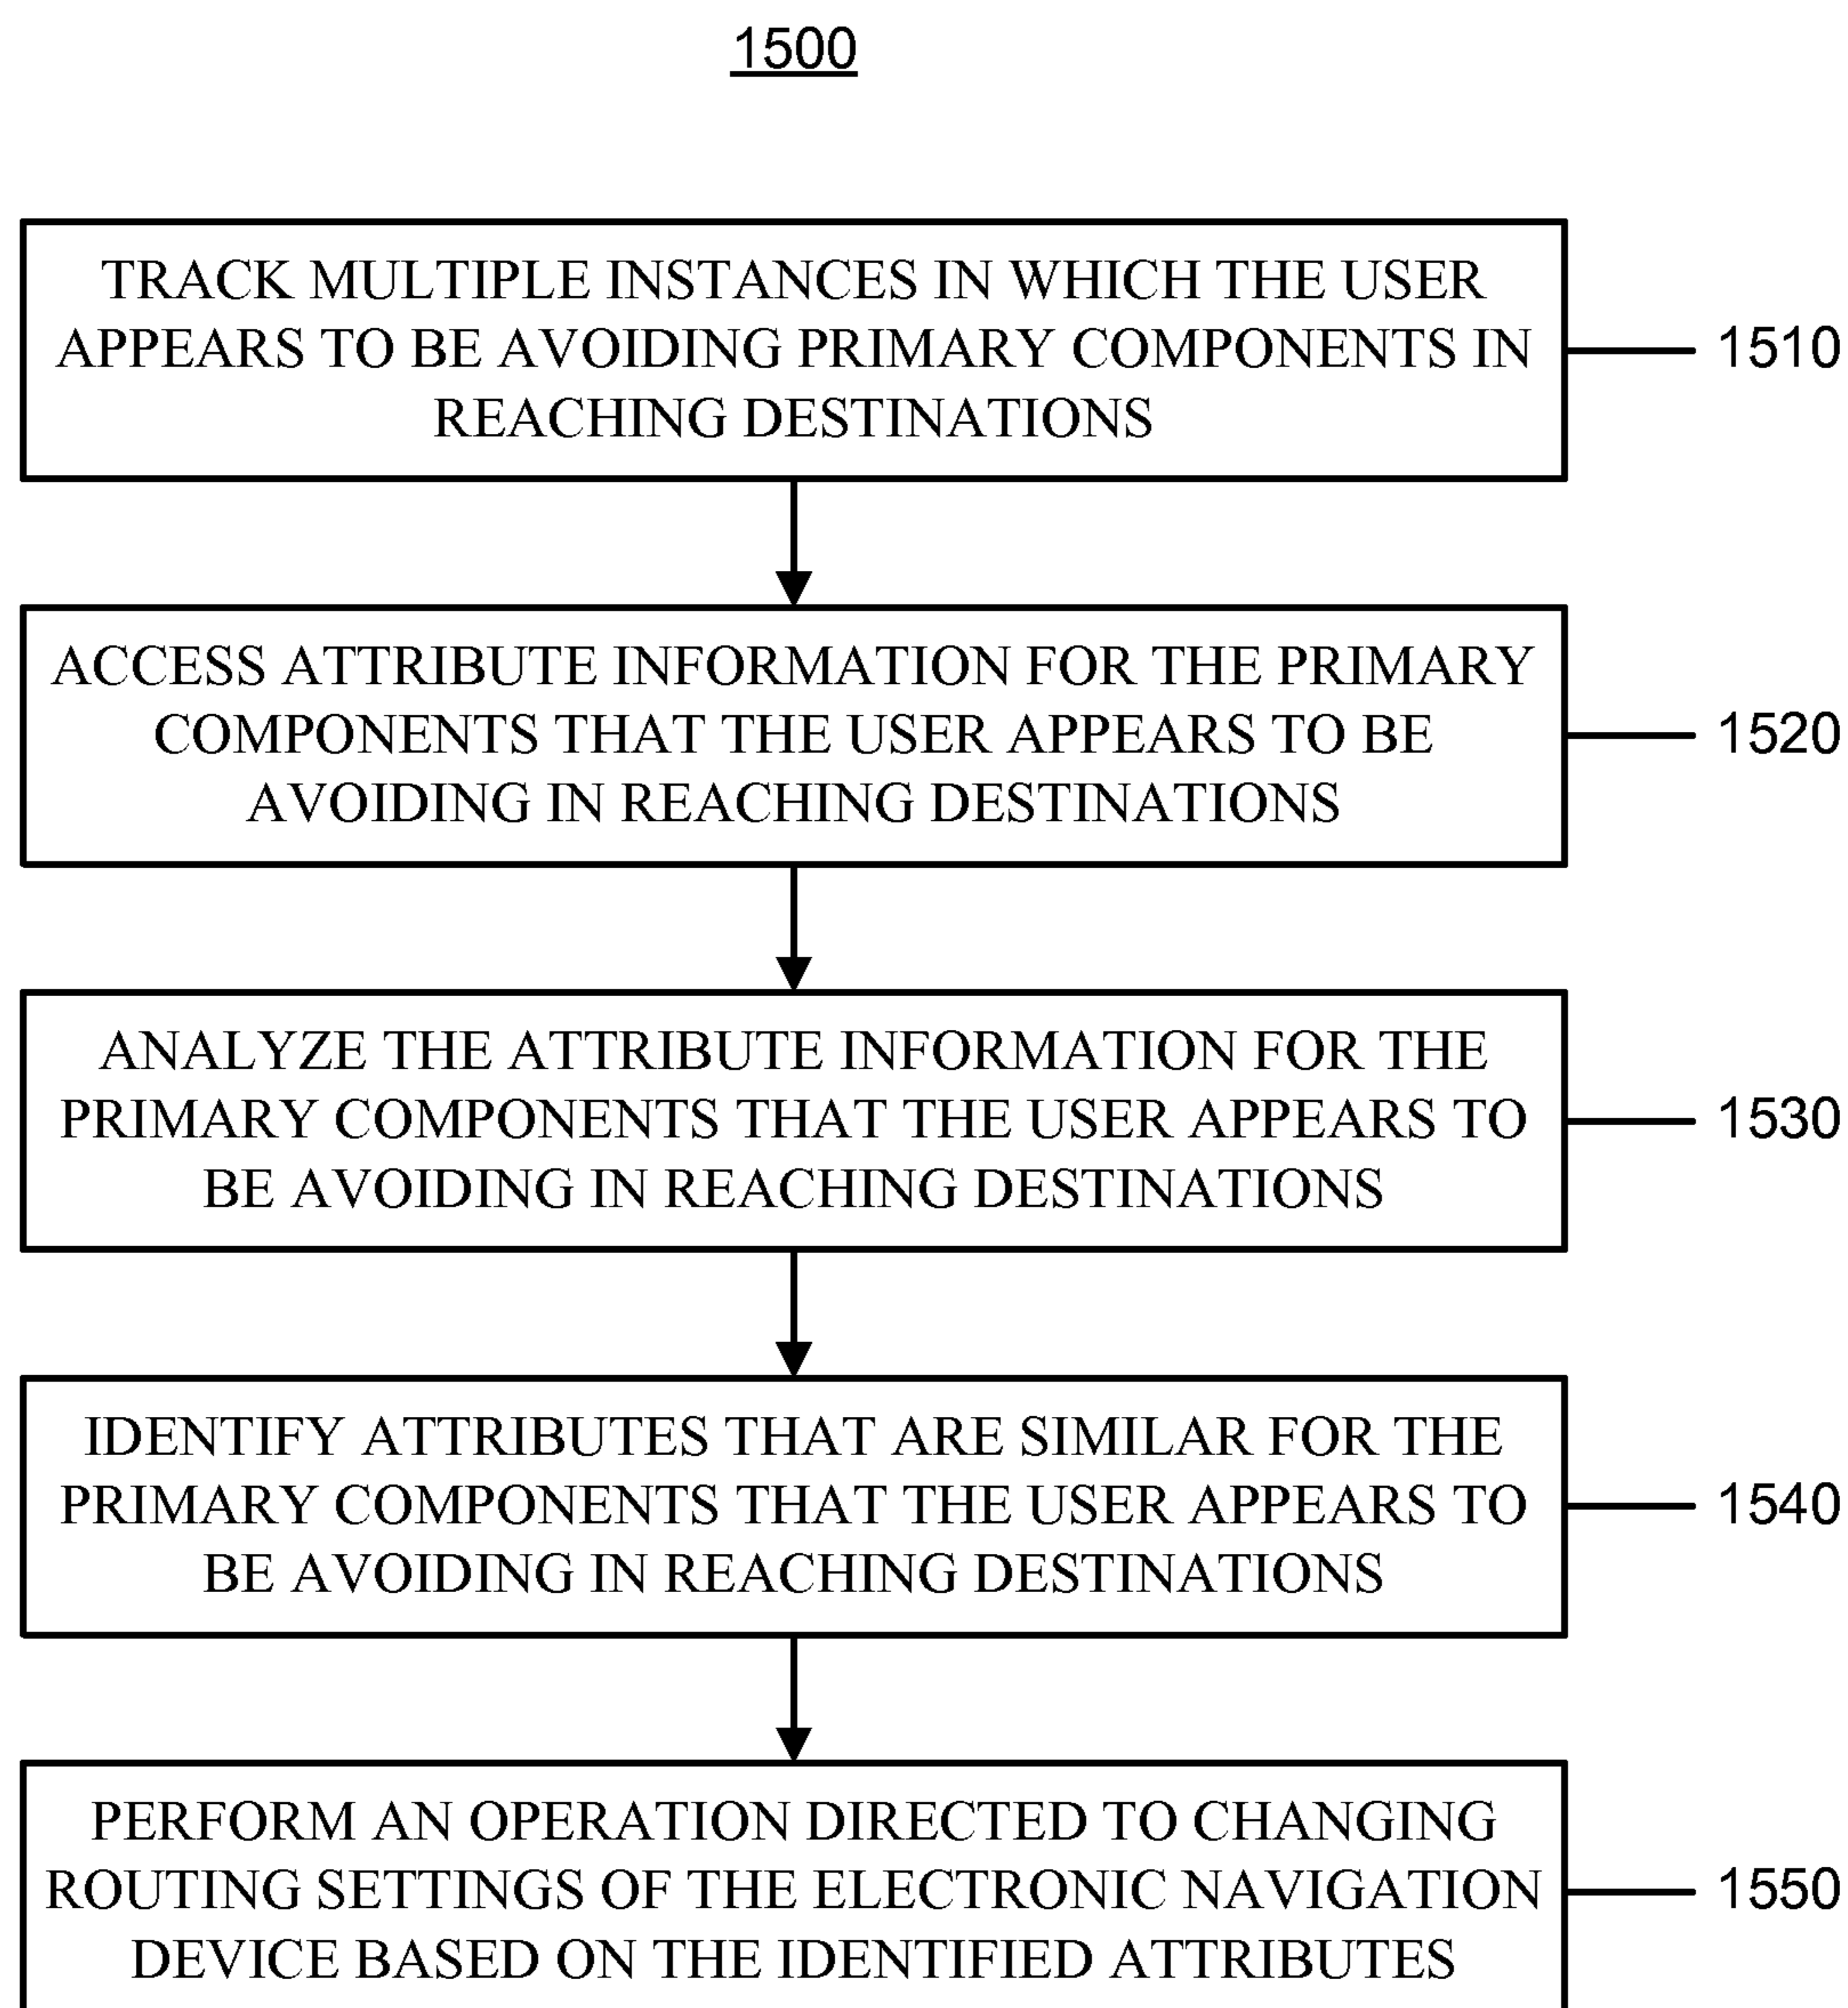 1500
TRACK MULTIPLE INSTANCES IN WHICH THE USER
APPEARS TO BE AVOIDING PRIMARY COMPONENTS IN
REACHING DESTINATIONS
1510
ACCESS ATTRIBUTE INFORMATION FOR THE PRIMARY
COMPONENTS THAT THE USER APPEARS TO BE
AVOIDING IN REACHING DESTINATIONS
1520
ANALYZE THE ATTRIBUTE INFORMATION FOR THE
PRIMARY COMPONENTS THAT THE USER APPEARS TO
BE AVOIDING IN REACHING DESTINATIONS
1530
IDENTIFY ATTRIBUTES THAT ARE SIMILAR FOR THE
PRIMARY COMPONENTS THAT THE USER APPEARS TO
BE AVOIDING IN REACHING DESTINATIONS
1540
PERFORM AN OPERATION DIRECTED TO CHANGING
ROUTING SETTINGS OF THE ELECTRONIC NAVIGATION
DEVICE BASED ON THE IDENTIFIED ATTRIBUTES
1550